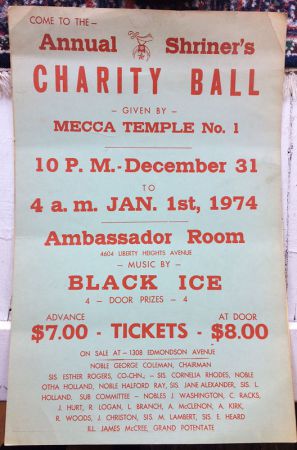 COME TO THE—
Annual Shriner's
CHARITY BALL
— GIVEN BY —
MECCA TEMPLE No. 1
10 P. M. - December 31
TO
4 a. m. JAN. 1st, 1974
Ambassador Room
4604 LIBERTY HEIGHTS AVENUE
— MUSIC BY —
BLACK ICE
4 — DOOR PRIZES — 4
ADVANCE AT DOOR
$7.00 - TICKETS - $8.00
ON SALE AT — 1308 EDMONDSON AVENUE
NOBLE GEORGE COLEMAN, CHAIRMAN
SIS. ESTHER ROGERS, CO-CHN., — SIS. CORNELIA RHODES, NOBLE
OTHA HOLLAND, NOBLE HALFORD RAY, SIS. JANE ALEXANDER, SIS. L.
HOLLAND, SUB COMMITTEE — NOBLES J. WASHINGTON, C. RACKS,
J. HURT, R. LOGAN, L. BRANCH, A. McCLENON, A. KIRK,
R. WOODS, J. CHRISTON, SIS. M. LAMBERT, SIS. E. HEARD
ILL. JAMES McCREE, GRAND POTENTATE